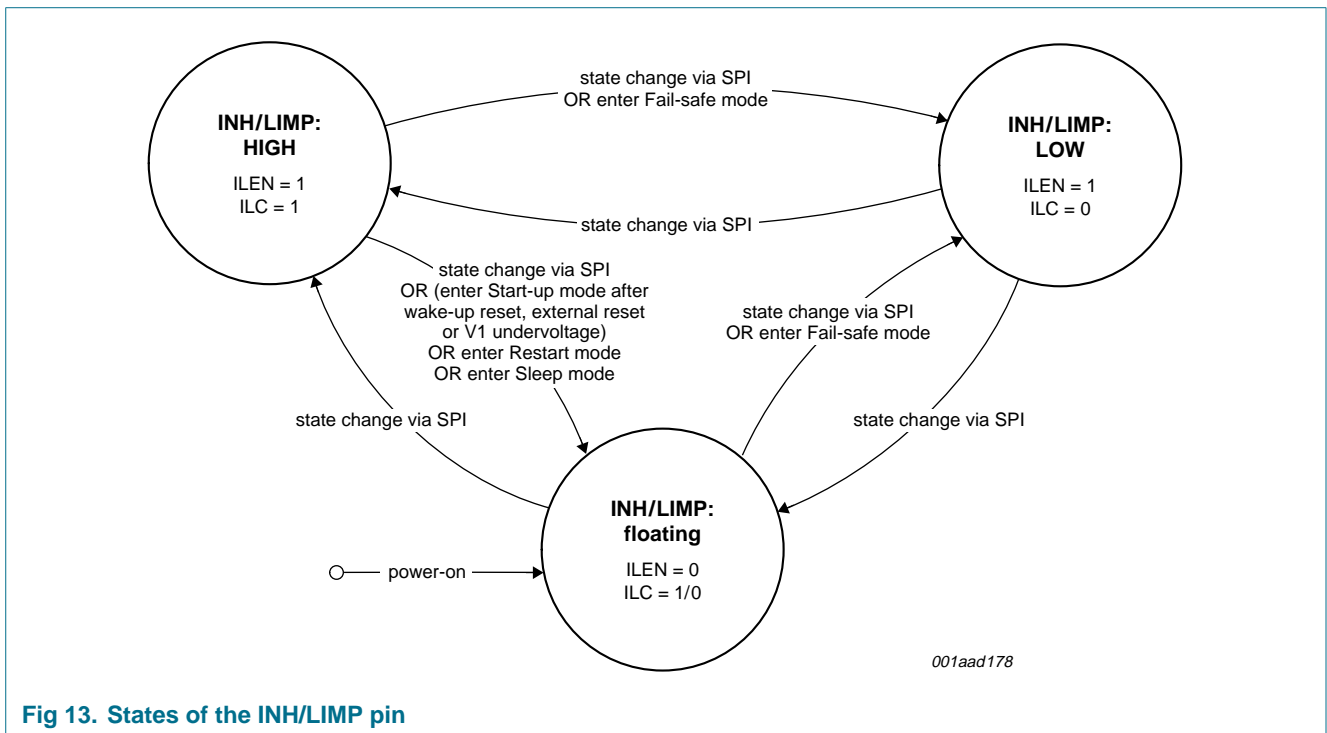 state change via SPI
OR enter Fail-safe mode
INH/LIMP:
HIGH
ILEN = 1
ILC = 1
INH/LIMP:
LOW
ILEN = 1
ILC = 0
state change via SPI
state change via SPI
OR (enter Start-up mode after
wake-up reset, external reset
or V1 undervoltage)
OR enter Restart mode
OR enter Sleep mode
state change via SPI
OR enter Fail-safe mode
state change via SPI
state change via SPI
INH/LIMP:
floating
ILEN = 0
ILC = 1/0
power-on
001aad178
Fig 13. States of the INH/LIMP pin